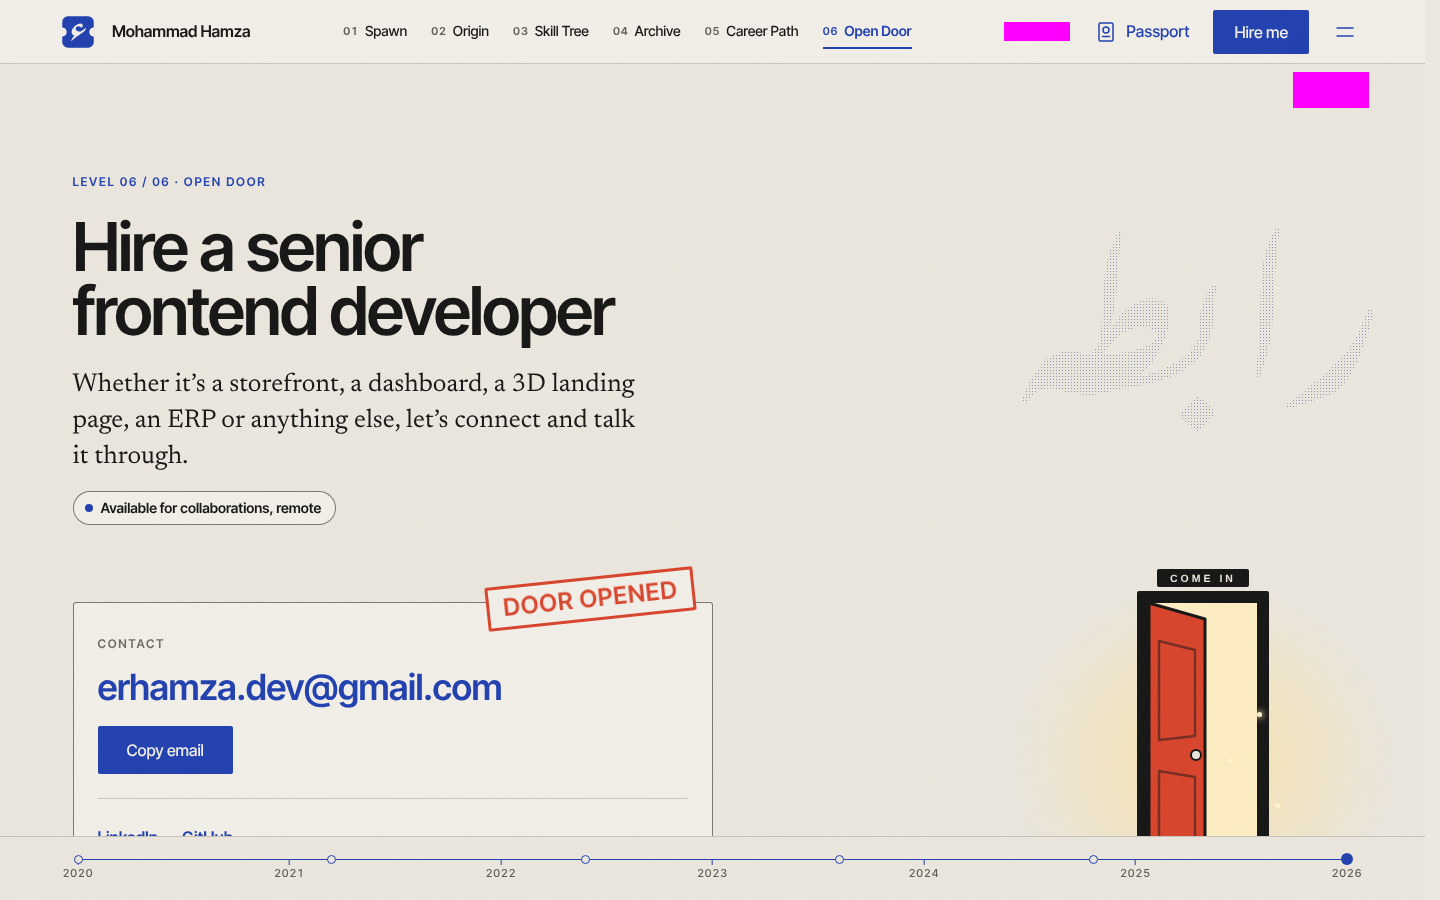 Mohammad Hamza
01 Spawn
02 Origin
03 Skill Tree
04 Archive
05 Career Path
06 Open Door
Passport
Hire me
LEVEL 06 / 06 · OPEN DOOR
Hire a senior
frontend developer
Whether it’s a storefront, a dashboard, a 3D landing
page, an ERP or anything else, let’s connect and talk
it through.
Available for collaborations, remote
رابط
DOOR OPENED
COME IN
CONTACT
erhamza.dev@gmail.com
Copy email
LinkedIn GitHub
2020 2021 2022 2023 2024 2025 2026